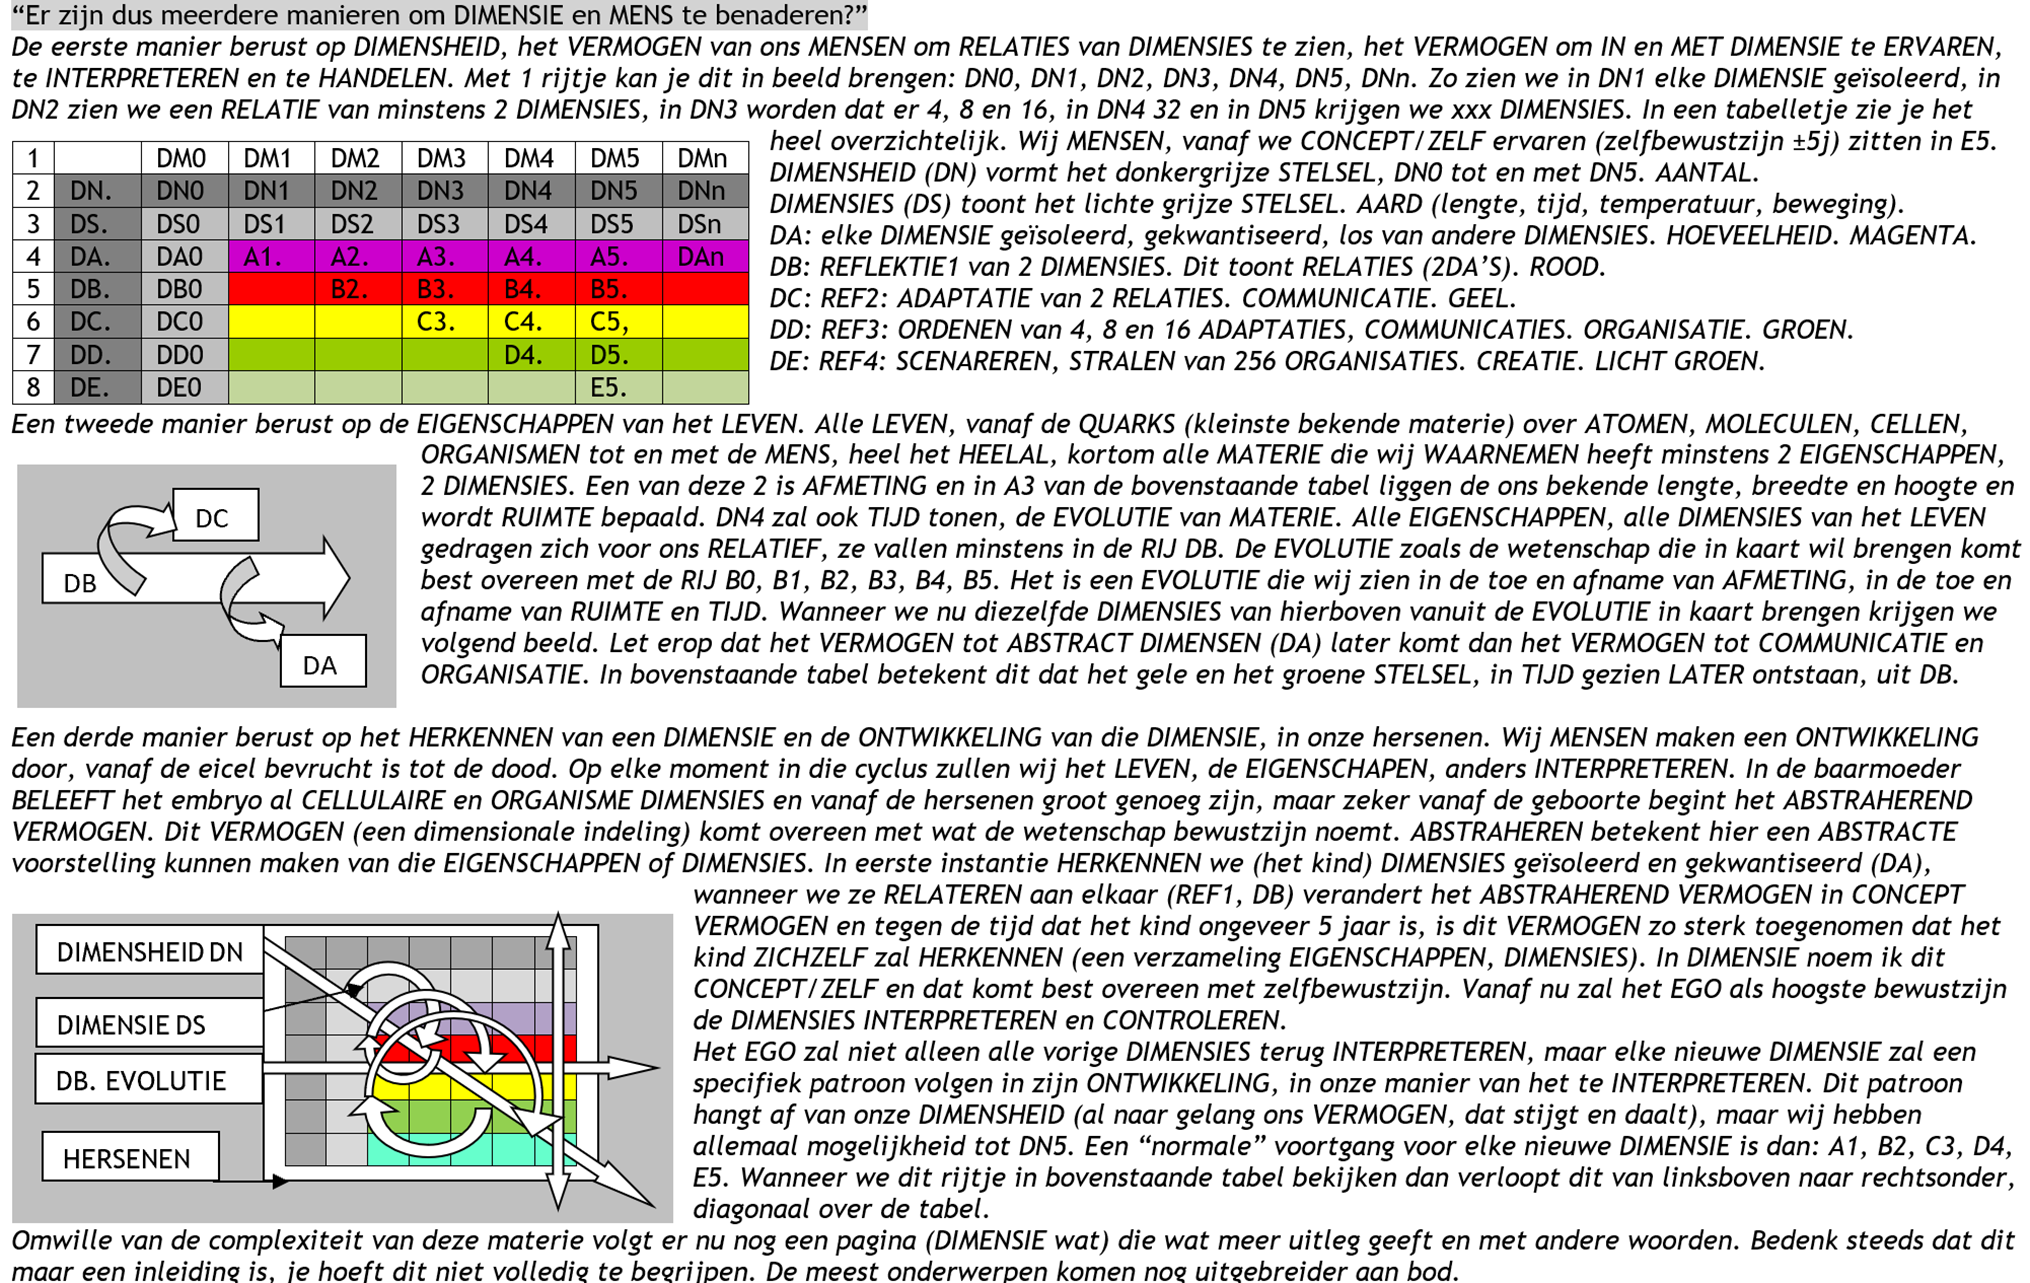 “Er zijn dus meerdere manieren om DIMENSIE en MENS te benaderen?”
De eerste manier berust op DIMENSHEID, het VERMOGEN van ons MENSEN om RELATIES van DIMENSIES te zien, het VERMOGEN om IN en MET DIMENSIE te ERVAREN,
te INTERPRETEREN en te HANDELEN. Met 1 rijtje kan je dit in beeld brengen: DN0, DN1, DN2, DN3, DN4, DN5, DNn. Zo zien we in DN1 elke DIMENSIE geïsoleerd, in
DN2 zien we een RELATIE van minstens 2 DIMENSIES, in DN3 worden dat er 4, 8 en 16, in DN4 32 en in DN5 krijgen we xxx DIMENSIES. In een tabelletje zie je het
heel overzichtelijk. Wij MENSEN, vanaf we CONCEPT/ZELF ervaren (zelfbewustzijn ±5j) zitten in E5.
DIMENSHEID (DN) vormt het donkergrijze STELSEL, DN0 tot en met DN5. AANTAL.
DIMENSIES (DS) toont het lichte grijze STELSEL. AARD (lengte, tijd, temperatuur, beweging).
DA: elke DIMENSIE geïsoleerd, gekwantiseerd, los van andere DIMENSIES. HOEVEELHEID. MAGENTA.
DB: REFLEKTIE1 van 2 DIMENSIES. Dit toont RELATIES (2DA’S). ROOD.
DC: REF2: ADAPTATIE van 2 RELATIES. COMMUNICATIE. GEEL.
DD: REF3: ORDENEN van 4, 8 en 16 ADAPTATIES, COMMUNICATIES. ORGANISATIE. GROEN.
DE: REF4: SCENAREREN, STRALEN van 256 ORGANISATIES. CREATIE. LICHT GROEN.
1 DM0 DM1 DM2 DM3 DM4 DM5 DMn
2 DN. DN0 DN1 DN2 DN3 DN4 DN5 DNn
3 DS. DS0 DS1 DS2 DS3 DS4 DS5 DSn
4 DA. DA0 A1. A2. A3. A4. A5. DAn
5 DB. DB0 B2. B3. B4. B5.
6 DC. DC0 C3. C4. C5,
7 DD. DD0 D4. D5.
8 DE. DE0 E5.
Een tweede manier berust op de EIGENSCHAPPEN van het LEVEN. Alle LEVEN, vanaf de QUARKS (kleinste bekende materie) over ATOMEN, MOLECULEN, CELLEN,
ORGANISMEN tot en met de MENS, heel het HEELAL, kortom alle MATERIE die wij WAARNEMEN heeft minstens 2 EIGENSCHAPPEN,
2 DIMENSIES. Een van deze 2 is AFMETING en in A3 van de bovenstaande tabel liggen de ons bekende lengte, breedte en hoogte en
wordt RUIMTE bepaald. DN4 zal ook TIJD tonen, de EVOLUTIE van MATERIE. Alle EIGENSCHAPPEN, alle DIMENSIES van het LEVEN
gedragen zich voor ons RELATIEF, ze vallen minstens in de RIJ DB. De EVOLUTIE zoals de wetenschap die in kaart wil brengen komt
best overeen met de RIJ B0, B1, B2, B3, B4, B5. Het is een EVOLUTIE die wij zien in de toe en afname van AFMETING, in de toe en
afname van RUIMTE en TIJD. Wanneer we nu diezelfde DIMENSIES van hierboven vanuit de EVOLUTIE in kaart brengen krijgen we
volgend beeld. Let erop dat het VERMOGEN tot ABSTRACT DIMENSEN (DA) later komt dan het VERMOGEN tot COMMUNICATIE en
ORGANISATIE. In bovenstaande tabel betekent dit dat het gele en het groene STELSEL, in TIJD gezien LATER ontstaan, uit DB.
DC
DB
DA
Een derde manier berust op het HERKENNEN van een DIMENSIE en de ONTWIKKELING van die DIMENSIE, in onze hersenen. Wij MENSEN maken een ONTWIKKELING
door, vanaf de eicel bevrucht is tot de dood. Op elke moment in die cyclus zullen wij het LEVEN, de EIGENSCHAPEN, anders INTERPRETEREN. In de baarmoeder
BELEEFT het embryo al CELLULAIRE en ORGANISME DIMENSIES en vanaf de hersenen groot genoeg zijn, maar zeker vanaf de geboorte begint het ABSTRAHEREND
VERMOGEN. Dit VERMOGEN (een dimensionale indeling) komt overeen met wat de wetenschap bewustzijn noemt. ABSTRAHEREN betekent hier een ABSTRACTE
voorstelling kunnen maken van die EIGENSCHAPPEN of DIMENSIES. In eerste instantie HERKENNEN we (het kind) DIMENSIES geïsoleerd en gekwantiseerd (DA),
wanneer we ze RELATEREN aan elkaar (REF1, DB) verandert het ABSTRAHEREND VERMOGEN in CONCEPT
VERMOGEN en tegen de tijd dat het kind ongeveer 5 jaar is, is dit VERMOGEN zo sterk toegenomen dat het
kind ZICHZELF zal HERKENNEN (een verzameling EIGENSCHAPPEN, DIMENSIES). In DIMENSIE noem ik dit
CONCEPT/ZELF en dat komt best overeen met zelfbewustzijn. Vanaf nu zal het EGO als hoogste bewustzijn
de DIMENSIES INTERPRETEREN en CONTROLEREN.
Het EGO zal niet alleen alle vorige DIMENSIES terug INTERPRETEREN, maar elke nieuwe DIMENSIE zal een
specifiek patroon volgen in zijn ONTWIKKELING, in onze manier van het te INTERPRETEREN. Dit patroon
hangt af van onze DIMENSHEID (al naar gelang ons VERMOGEN, dat stijgt en daalt), maar wij hebben
allemaal mogelijkheid tot DN5. Een “normale” voortgang voor elke nieuwe DIMENSIE is dan: A1, B2, C3, D4,
E5. Wanneer we dit rijtje in bovenstaande tabel bekijken dan verloopt dit van linksboven naar rechtsonder,
diagonaal over de tabel.
DIMENSHEID DN
DIMENSIE DS
DB. EVOLUTIE
HERSENEN
Omwille van de complexiteit van deze materie volgt er nu nog een pagina (DIMENSIE wat) die wat meer uitleg geeft en met andere woorden. Bedenk steeds dat dit
maar een inleiding is, je hoeft dit niet volledig te begrijpen. De meest onderwerpen komen nog uitgebreider aan bod.